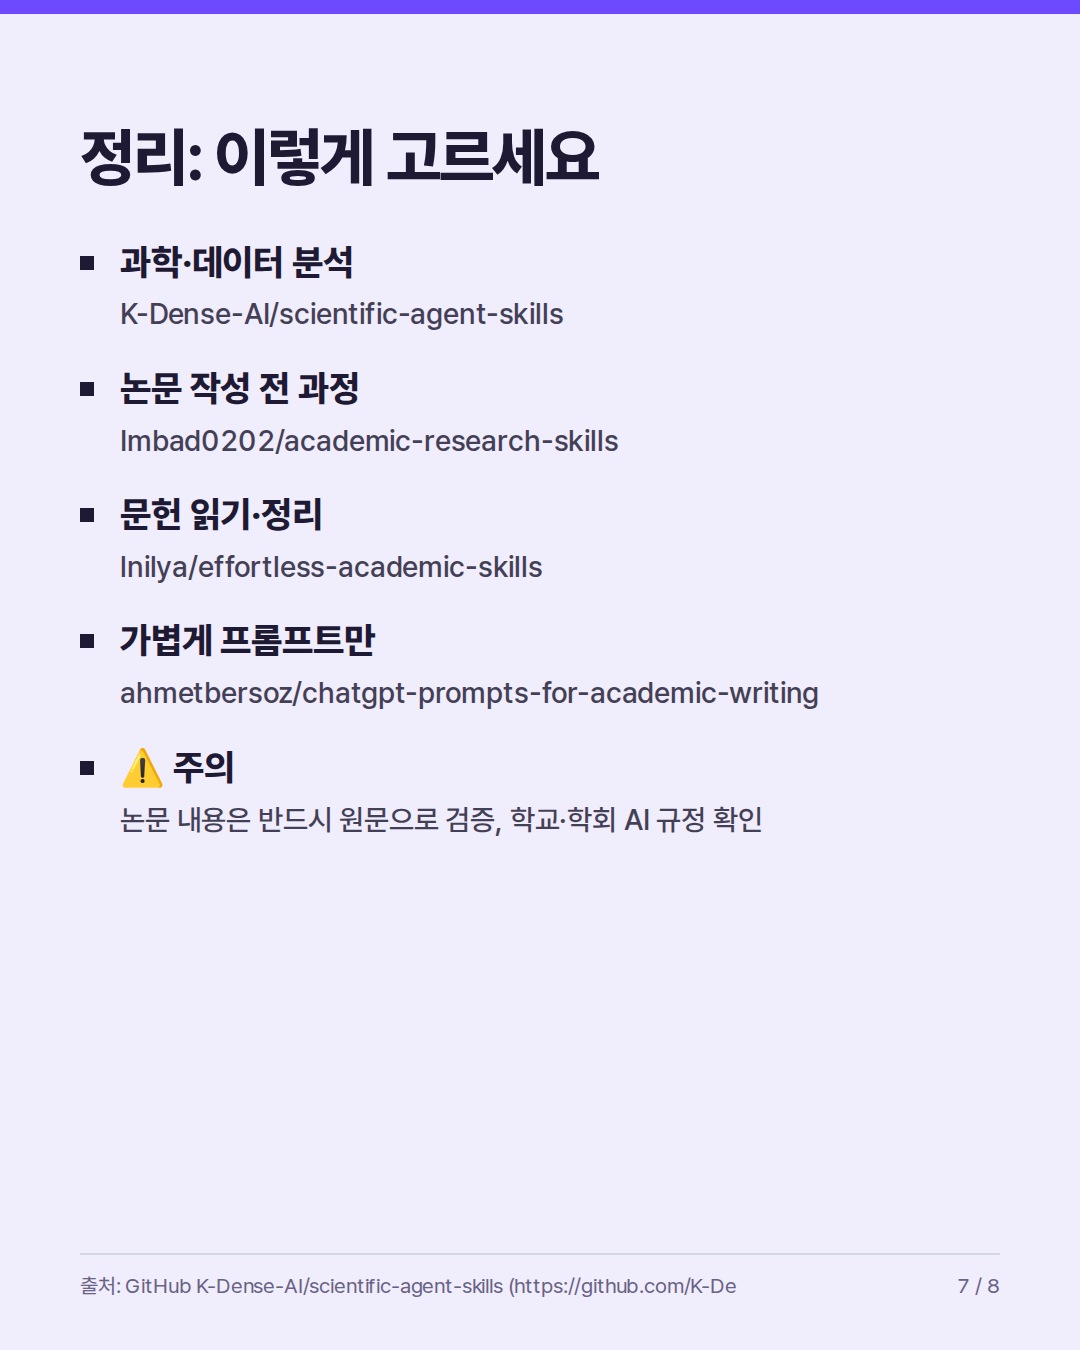 정리: 이렇게 고르세요
과학·데이터 분석
K-Dense-AI/scientific-agent-skills
논문 작성 전 과정
Imbad0202/academic-research-skills
문헌 읽기·정리
lnilya/effortless-academic-skills
가볍게 프롬프트만
ahmetbersoz/chatgpt-prompts-for-academic-writing
⚠️ 주의
논문 내용은 반드시 원문으로 검증, 학교·학회 AI 규정 확인
출처: GitHub K-Dense-AI/scientific-agent-skills (https://github.com/K-De
7 / 8